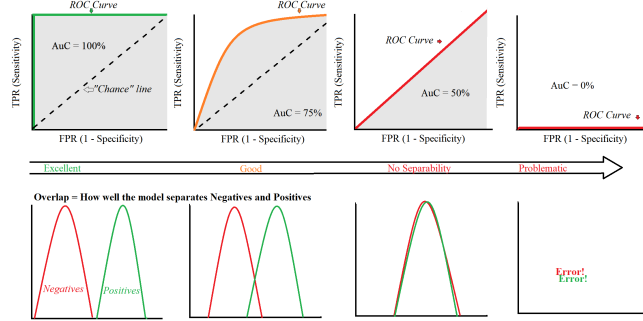 ROC Curve
AuC = 100%
"Chance" line
TPR (Sensitivity)
FPR (1 - Specificity)
ROC Curve
AuC = 75%
TPR (Sensitivity)
FPR (1 - Specificity)
ROC Curve
AuC = 50%
TPR (Sensitivity)
FPR (1 - Specificity)
AuC = 0%
ROC Curve
TPR (Sensitivity)
FPR (1 - Specificity)
Excellent
Good
No Separability
Problematic
Overlap = How well the model separates Negatives and Positives
Negatives
Positives
Error!
Error!